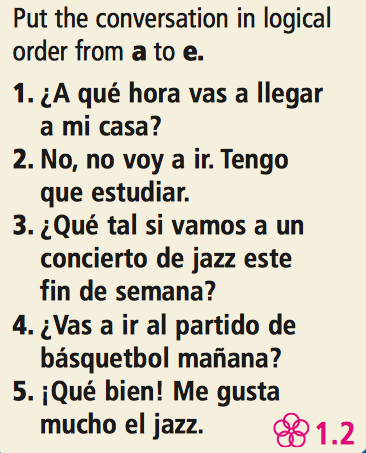 Put the conversation in logical
order from a to e.
1. ¿A qué hora vas a llegar
a mi casa?
2. No, no voy a ir. Tengo
que estudiar.
3. ¿Qué tal si vamos a un
concierto de jazz este
fin de semana?
4. ¿Vas a ir al partido de
básquetbol mañana?
5. ¡Qué bien! Me gusta
mucho el jazz.
1.2